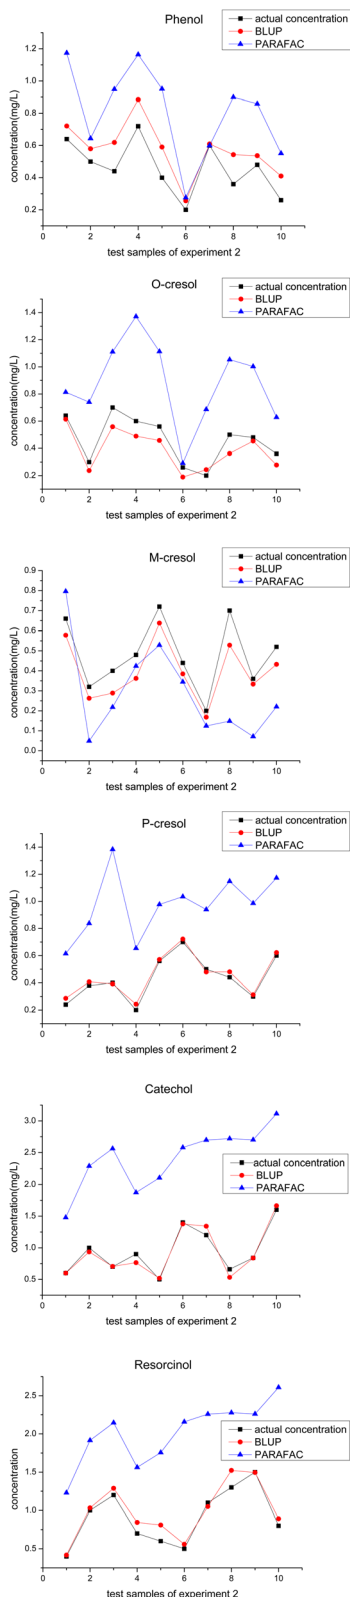 Phenol
actual concentration
BLUP
PARAFAC
concentration(mg/L)
1.2
1.0
0.8
0.6
0.4
0.2
0 2 4 6 8 10
test samples of experiment 2
O-cresol
actual concentration
BLUP
PARAFAC
concentration(mg/L)
1.4
1.2
1.0
0.8
0.6
0.4
0.2
0 2 4 6 8 10
test samples of experiment 2
M-cresol
actual concentration
BLUP
PARAFAC
concentration(mg/L)
0.9
0.8
0.7
0.6
0.5
0.4
0.3
0.2
0.1
0.0
0 2 4 6 8 10
test samples of experiment 2
P-cresol
actual concentration
BLUP
PARAFAC
concentration(mg/L)
1.4
1.2
1.0
0.8
0.6
0.4
0.2
0 2 4 6 8 10
test samples of experiment 2
Catechol
actual concentration
BLUP
PARAFAC
concentration(mg/L)
3.0
2.5
2.0
1.5
1.0
0.5
0 2 4 6 8 10
test samples of experiment 2
Resorcinol
actual concentration
BLUP
PARAFAC
concentration
2.5
2.0
1.5
1.0
0.5
0 2 4 6 8 10
test samples of experiment 2